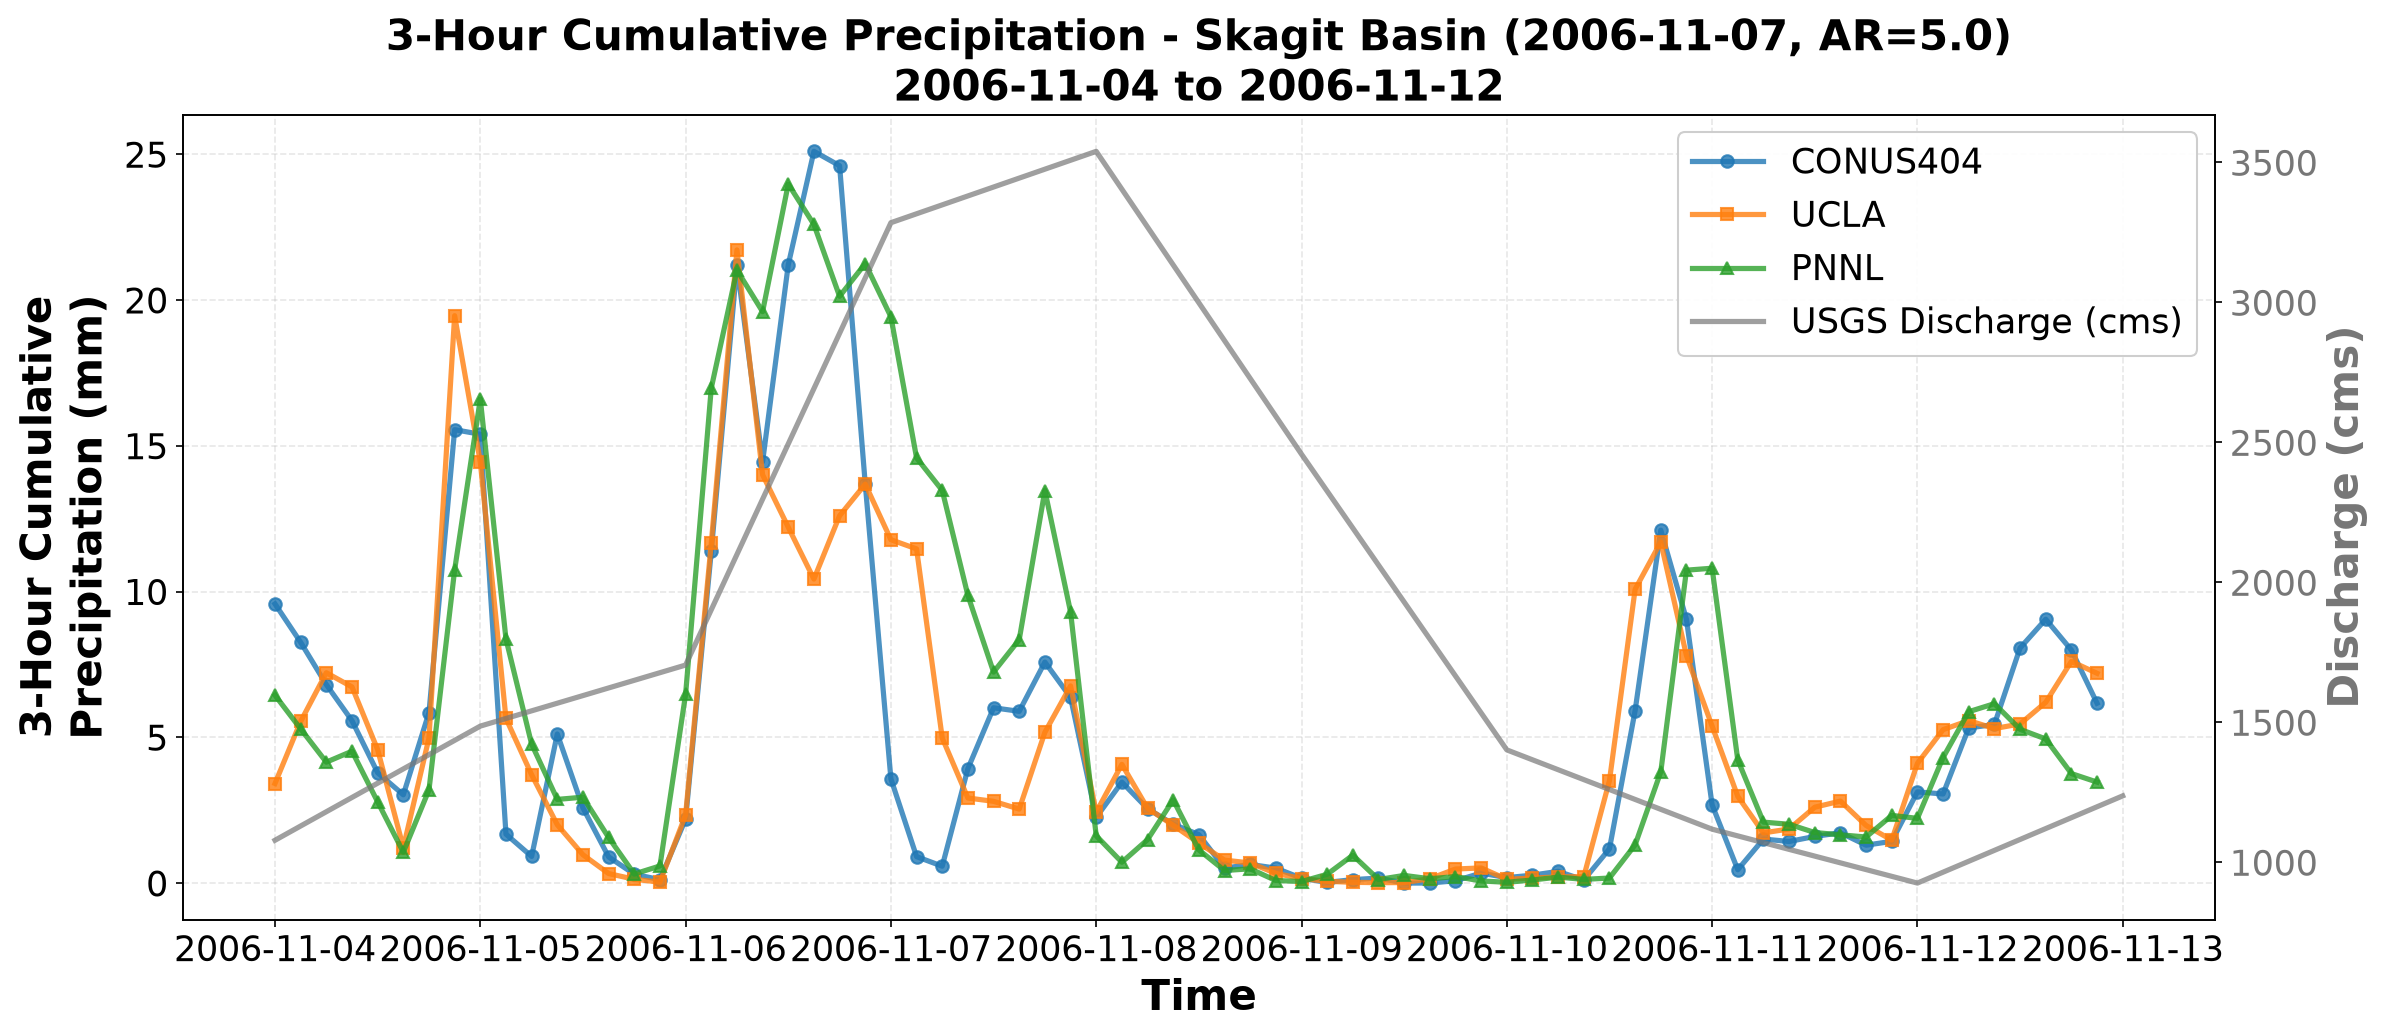 3-Hour Cumulative Precipitation - Skagit Basin (2006-11-07, AR=5.0)
2006-11-04 to 2006-11-12
3-Hour Cumulative
Precipitation (mm)
25
20
15
10
5
0
CONUS404
UCLA
PNNL
USGS Discharge (cms)
3500
3000
2500
2000
1500
1000
Discharge (cms)
2006-11-04 2006-11-05 2006-11-06 2006-11-07 2006-11-08 2006-11-09 2006-11-10 2006-11-11 2006-11-12 2006-11-13
Time